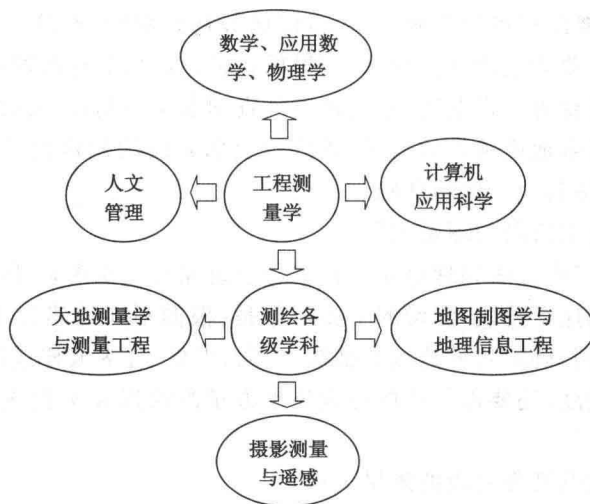 数学、应用数
学、物理学
人文
管理
工程测
量学
计算机
应用科学
大地测量学
与测量工程
测绘各
级学科
地图制图学与
地理信息工程
摄影测量
与遥感